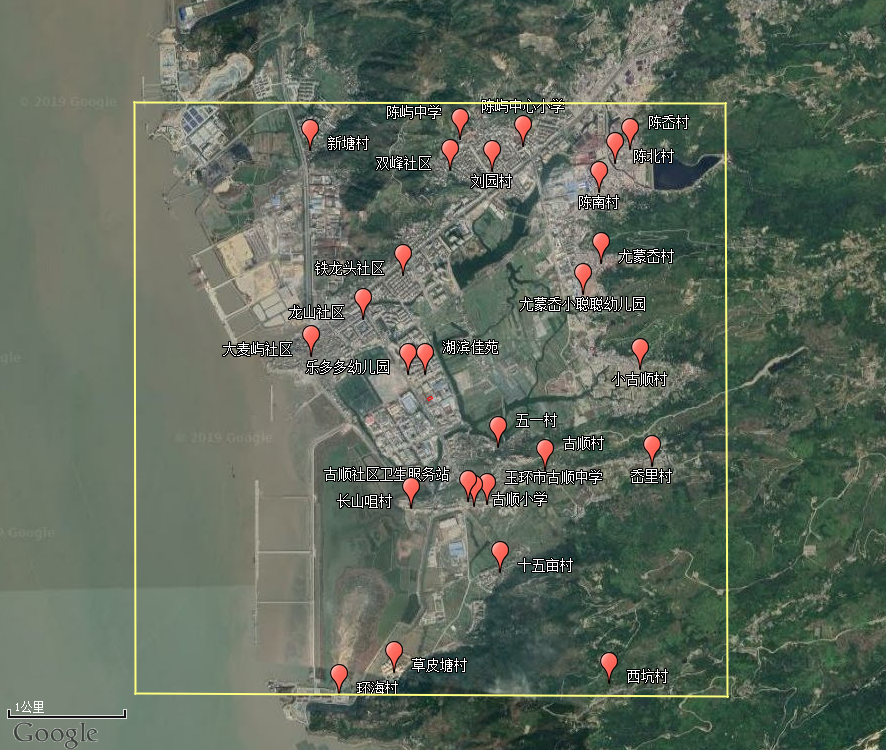 © 2019 Google
陈屿中学
陈屿中心小学
陈岙村
新塘村
双峰社区
陈北村
刘园村
陈南村
尤蒙岙村
铁龙头社区
尤蒙岙小聪聪幼儿园
龙山社区
大麦屿社区
湖滨佳苑
乐多多幼儿园
小古顺村
五一村
© 2019 Google
古顺村
古顺社区卫生服务站
玉环市古顺中学
岙里村
长山咀村
古顺小学
十五亩村
草皮塘村
西坑村
环海村
1公里
Google